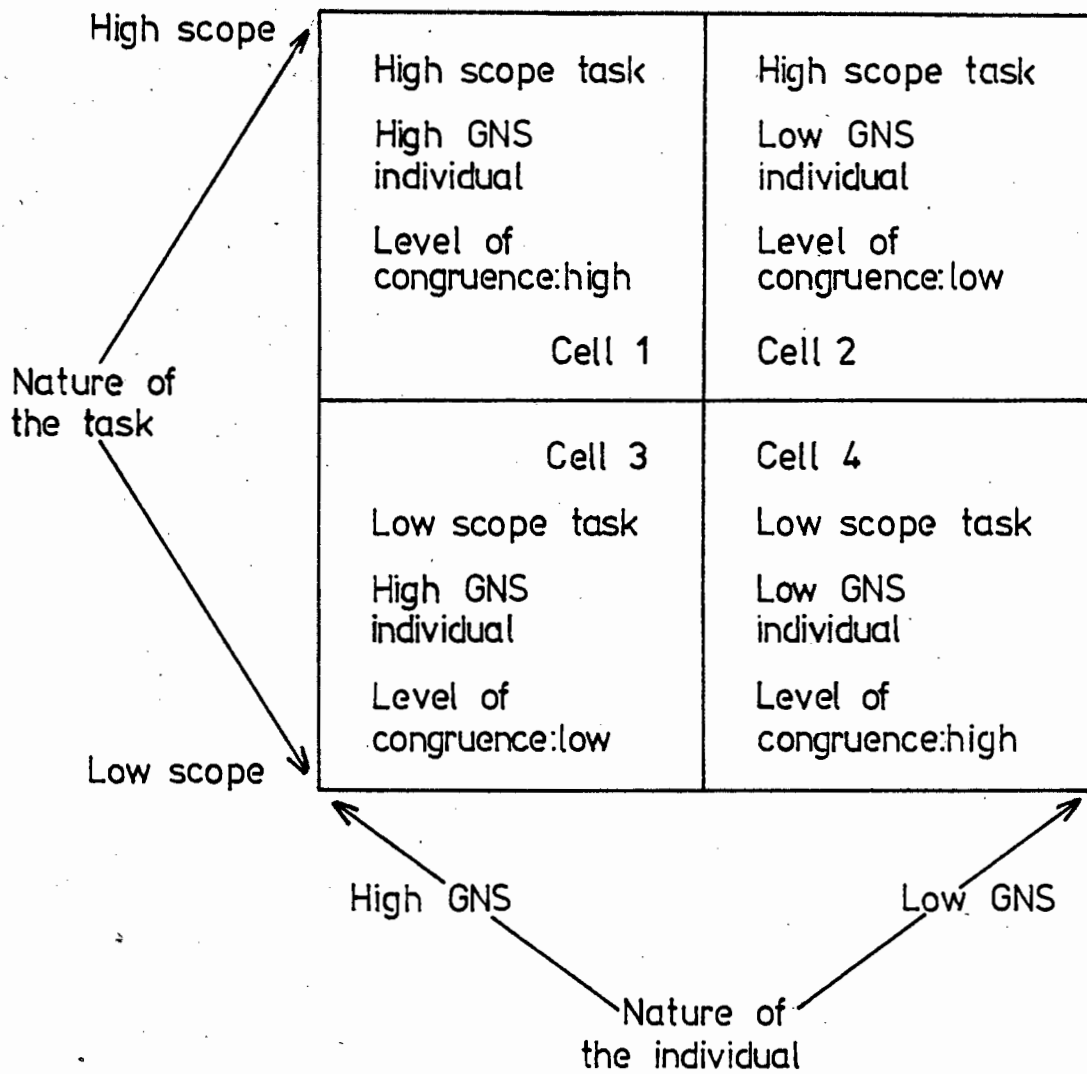 High scope
High scope task
High GNS
individual
Level of
congruence:high
Cell 1
High scope task
Low GNS
individual
Level of
congruence:low
Cell 2
Nature of
the task
Cell 3
Low scope task
High GNS
individual
Level of
congruence:low
Cell 4
Low scope task
Low GNS
individual
Level of
congruence:high
Low scope
High GNS
Low GNS
Nature of
the individual